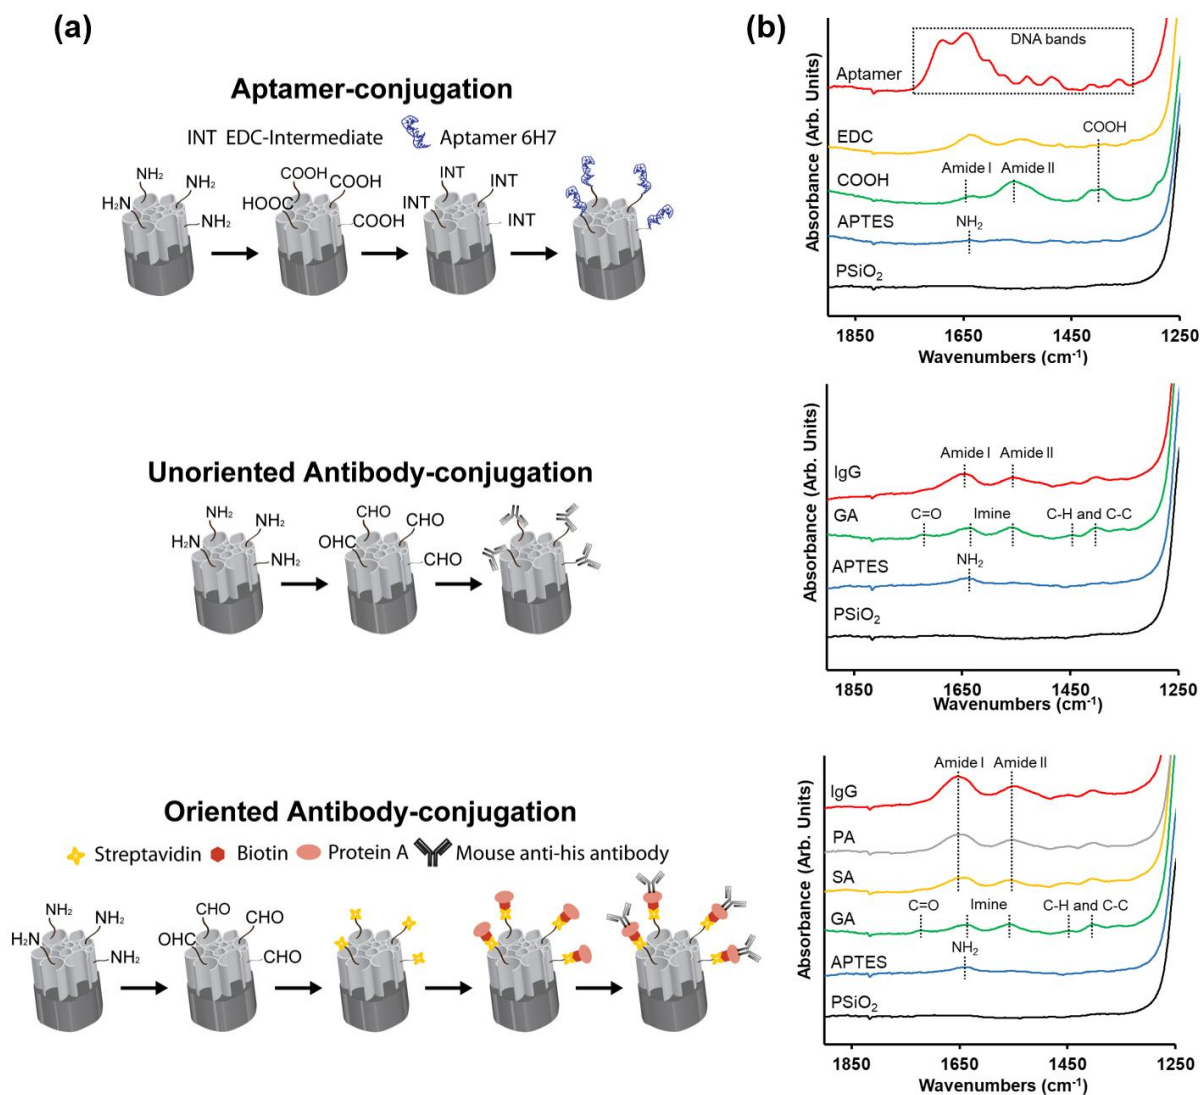 (a)
Aptamer-conjugation
INT EDC-Intermediate Aptamer 6H7
NH2
H2N
NH2
NH2
COOH
HOOC
COOH
COOH
INT
INT
INT
INT
Unoriented Antibody-conjugation
NH2
H2N
NH2
NH2
CHO
OHC
CHO
CHO
Oriented Antibody-conjugation
Streptavidin Biotin Protein A Mouse anti-his antibody
NH2
H2N
NH2
NH2
CHO
OHC
CHO
CHO
(b)
Absorbance (Arb. Units)
DNA bands
Aptamer
EDC
COOH
COOH
Amide I Amide II
APTES
NH2
PSiO2
1850 1650 1450 1250
Wavenumbers (cm-1)
Absorbance (Arb. Units)
Amide I Amide II
IgG
GA
C=O Imine C-H and C-C
APTES
NH2
PSiO2
1850 1650 1450 1250
Wavenumbers (cm-1)
Absorbance (Arb. Units)
Amide I Amide II
IgG
PA
SA
GA
C=O Imine C-H and C-C
APTES
NH2
PSiO2
1850 1650 1450 1250
Wavenumbers (cm-1)